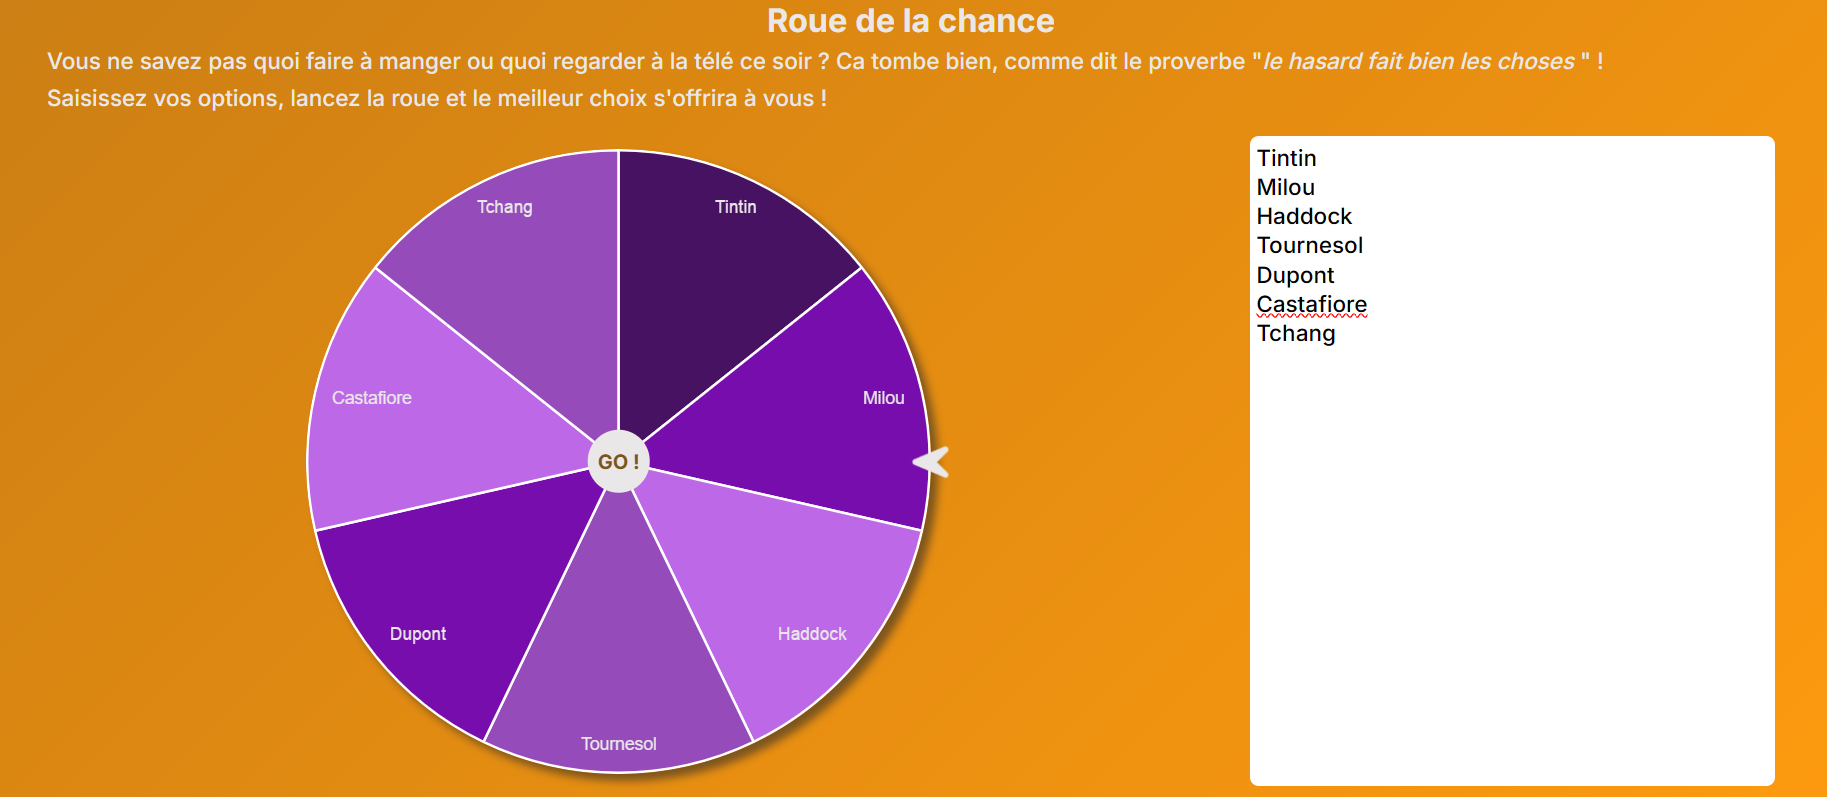 Roue de la chance
Vous ne savez pas quoi faire à manger ou quoi regarder à la télé ce soir ? Ca tombe bien, comme dit le proverbe "le hasard fait bien les choses " !
Saisissez vos options, lancez la roue et le meilleur choix s'offrira à vous !
Tchang
Tintin
Castafiore
Milou
GO !
Dupont
Haddock
Tournesol
Tintin
Milou
Haddock
Tournesol
Dupont
Castafiore
Tchang